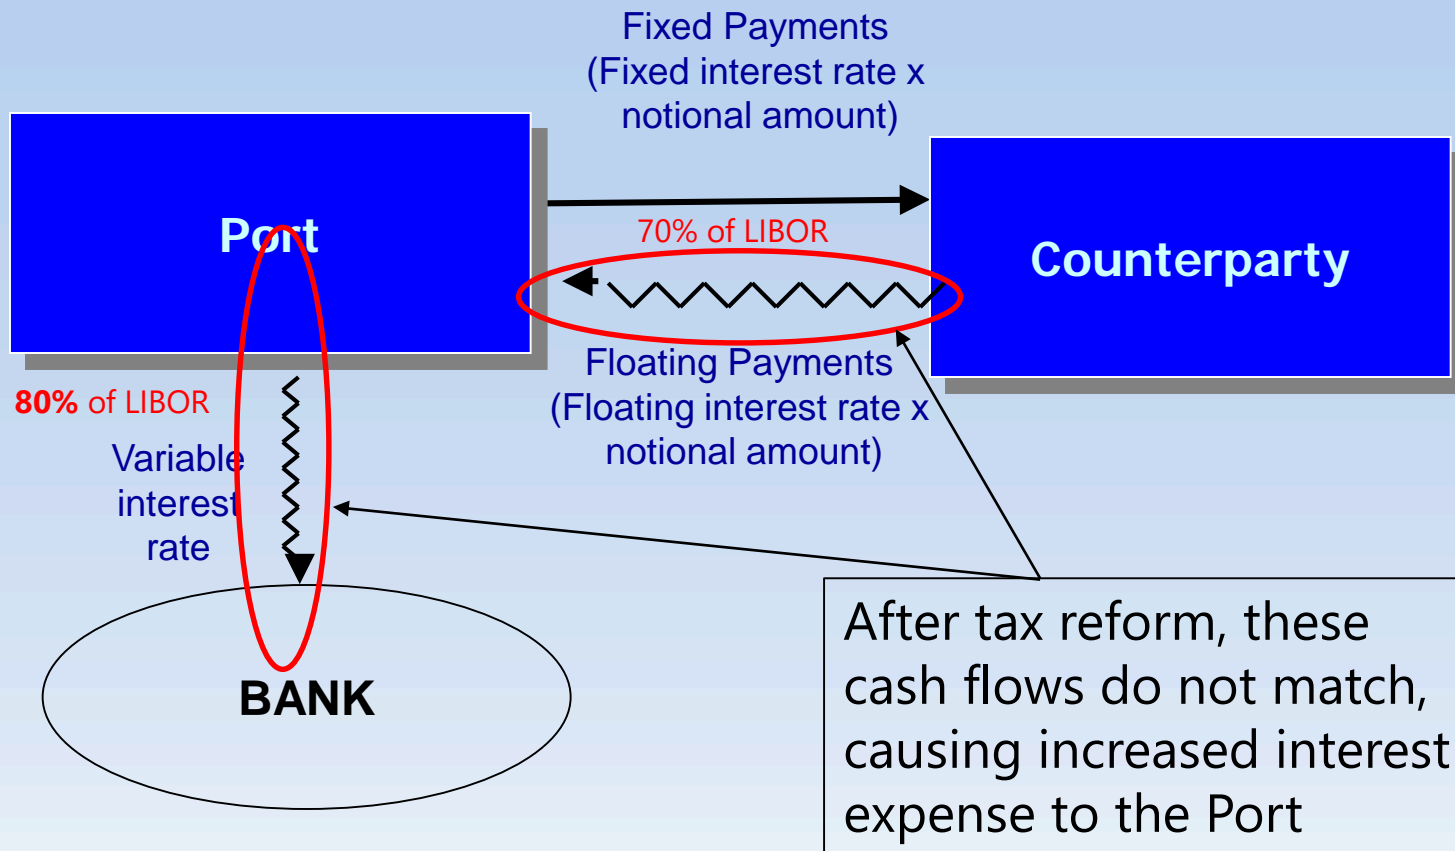 Fixed Payments
(Fixed interest rate x
notional amount)
Port
70% of LIBOR
Counterparty
Floating Payments
(Floating interest rate x
notional amount)
80% of LIBOR
Variable
interest
rate
BANK
After tax reform, these
cash flows do not match,
causing increased interest
expense to the Port